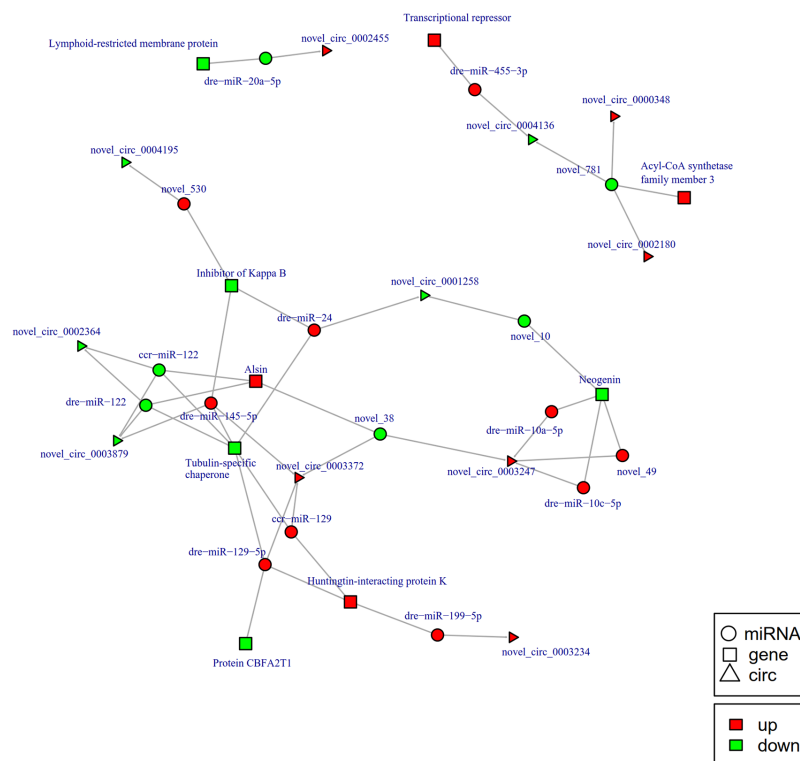 Transcriptional repressor
novel_circ_0002455
Lymphoid−restricted membrane protein
dre−miR−455−3p
dre−miR−20a−5p
novel_circ_0000348
novel_circ_0004136
novel_circ_0004195
novel_781
Acyl−CoA synthetase
family member 3
novel_530
novel_circ_0002180
Inhibitor of Kappa B
novel_circ_0001258
dre−miR−24
novel_circ_0002364
novel_10
ccr−miR−122
Alsin
Neogenin
dre−miR−122
dre−miR−145−5p
novel_38
dre−miR−10a−5p
novel_circ_0003879
Tubulin−specific
chaperone
novel_circ_0003372
novel_circ_0003247
novel_49
dre−miR−10c−5p
ccr−miR−129
dre−miR−129−5p
Huntingtin−interacting protein K
dre−miR−199−5p
novel_circ_0003234
Protein CBFA2T1
miRNA
gene
circ
up
down